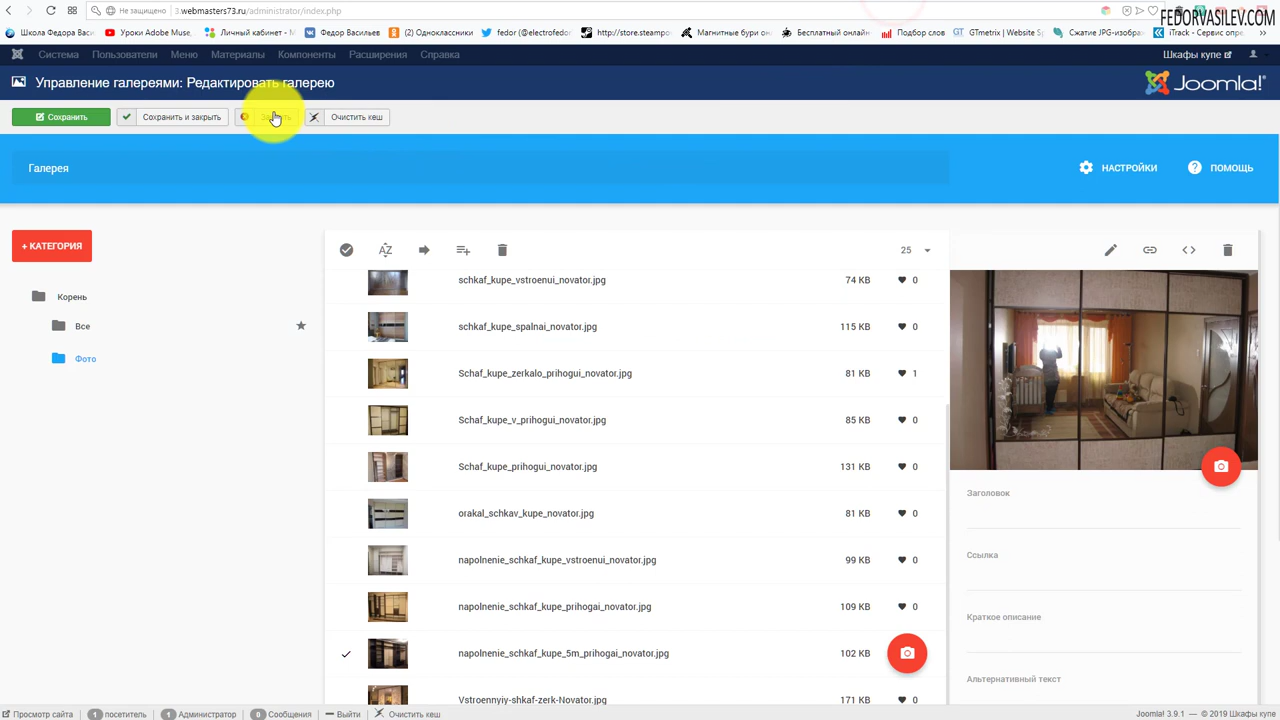 Не защищено
3.webmasters73.ru/administrator/index.php
FEDORVASILEV.COM
Школа Федора Васи
Уроки Adobe Muse,
Личный кабинет - М
Федор Васильев
(2) Одноклассники
fedor (@electrofedor)
http://store.steampo
Магнитные бури он
Бесплатный онлайн
Подбор слов
GTmetrix | Website S
Сжатие JPG-изобра
iTrack - Сервис опре
Система Пользователи Меню Материалы Компоненты Расширения Справка
Шкафы купе
Управление галереями: Редактировать галерею
Joomla!®
Сохранить
Сохранить и закрыть
Очистить кеш
Галерея
НАСТРОЙКИ
ПОМОЩЬ
+ КАТЕГОРИЯ
25
Корень
Все
Фото
schkaf_kupe_vstroenui_novator.jpg 74 KB 0
schkaf_kupe_spalnai_novator.jpg 115 KB 0
Schaf_kupe_zerkalo_prihogui_novator.jpg 81 KB 1
Schaf_kupe_v_prihogui_novator.jpg 85 KB 0
Schaf_kupe_prihogui_novator.jpg 131 KB 0
orakal_schkav_kupe_novator.jpg 81 KB 0
napolnenie_schkaf_kupe_vstroenui_novator.jpg 99 KB 0
napolnenie_schkaf_kupe_prihogai_novator.jpg 109 KB 0
napolnenie_schkaf_kupe_5m_prihogai_novator.jpg 102 KB
Vstroennyiy-shkaf-zerk-Novator.jpg 171 KB 0
Заголовок
Ссылка
Краткое описание
Альтернативный текст
Просмотр сайта 1 посетитель 1 Администратор 0 Сообщения Выйти Очистить кеш
Joomla! 3.9.1 — © 2019 Шкафы купе